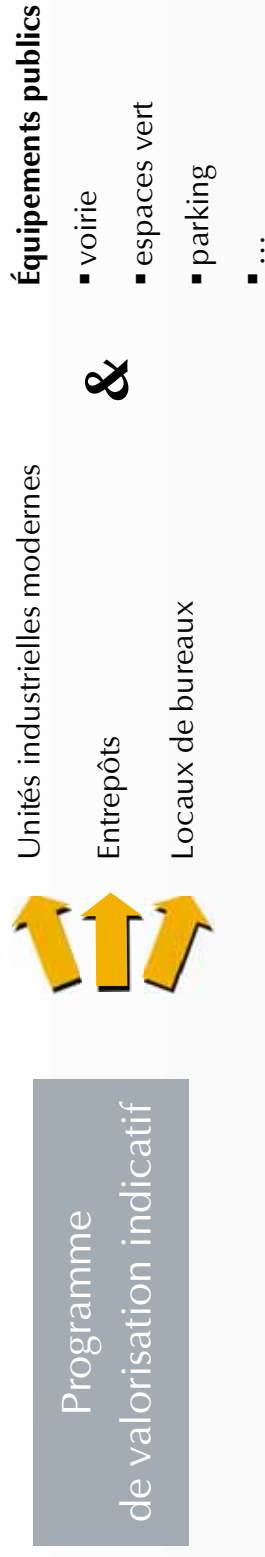 Programme
de valorisation indicatif
Unités industrielles modernes
Entrepôts
Locaux de bureaux
&
Équipements publics
▪ voirie
▪ espaces vert
▪ parking
▪ …